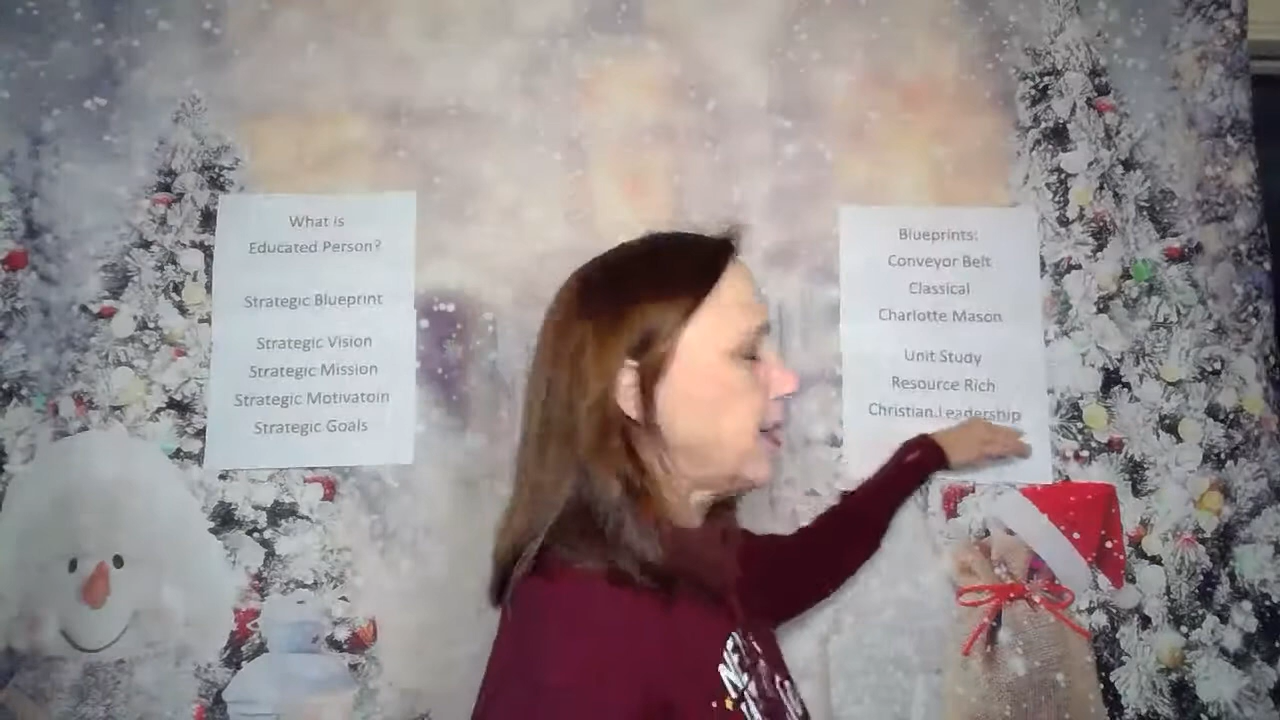 What is
Educated Person?
Strategic Blueprint
Strategic Vision
Strategic Mission
Strategic Motivatoin
Strategic Goals
Blueprints:
Conveyor Belt
Classical
Charlotte Mason
Unit Study
Resource Rich
Christian Leadership